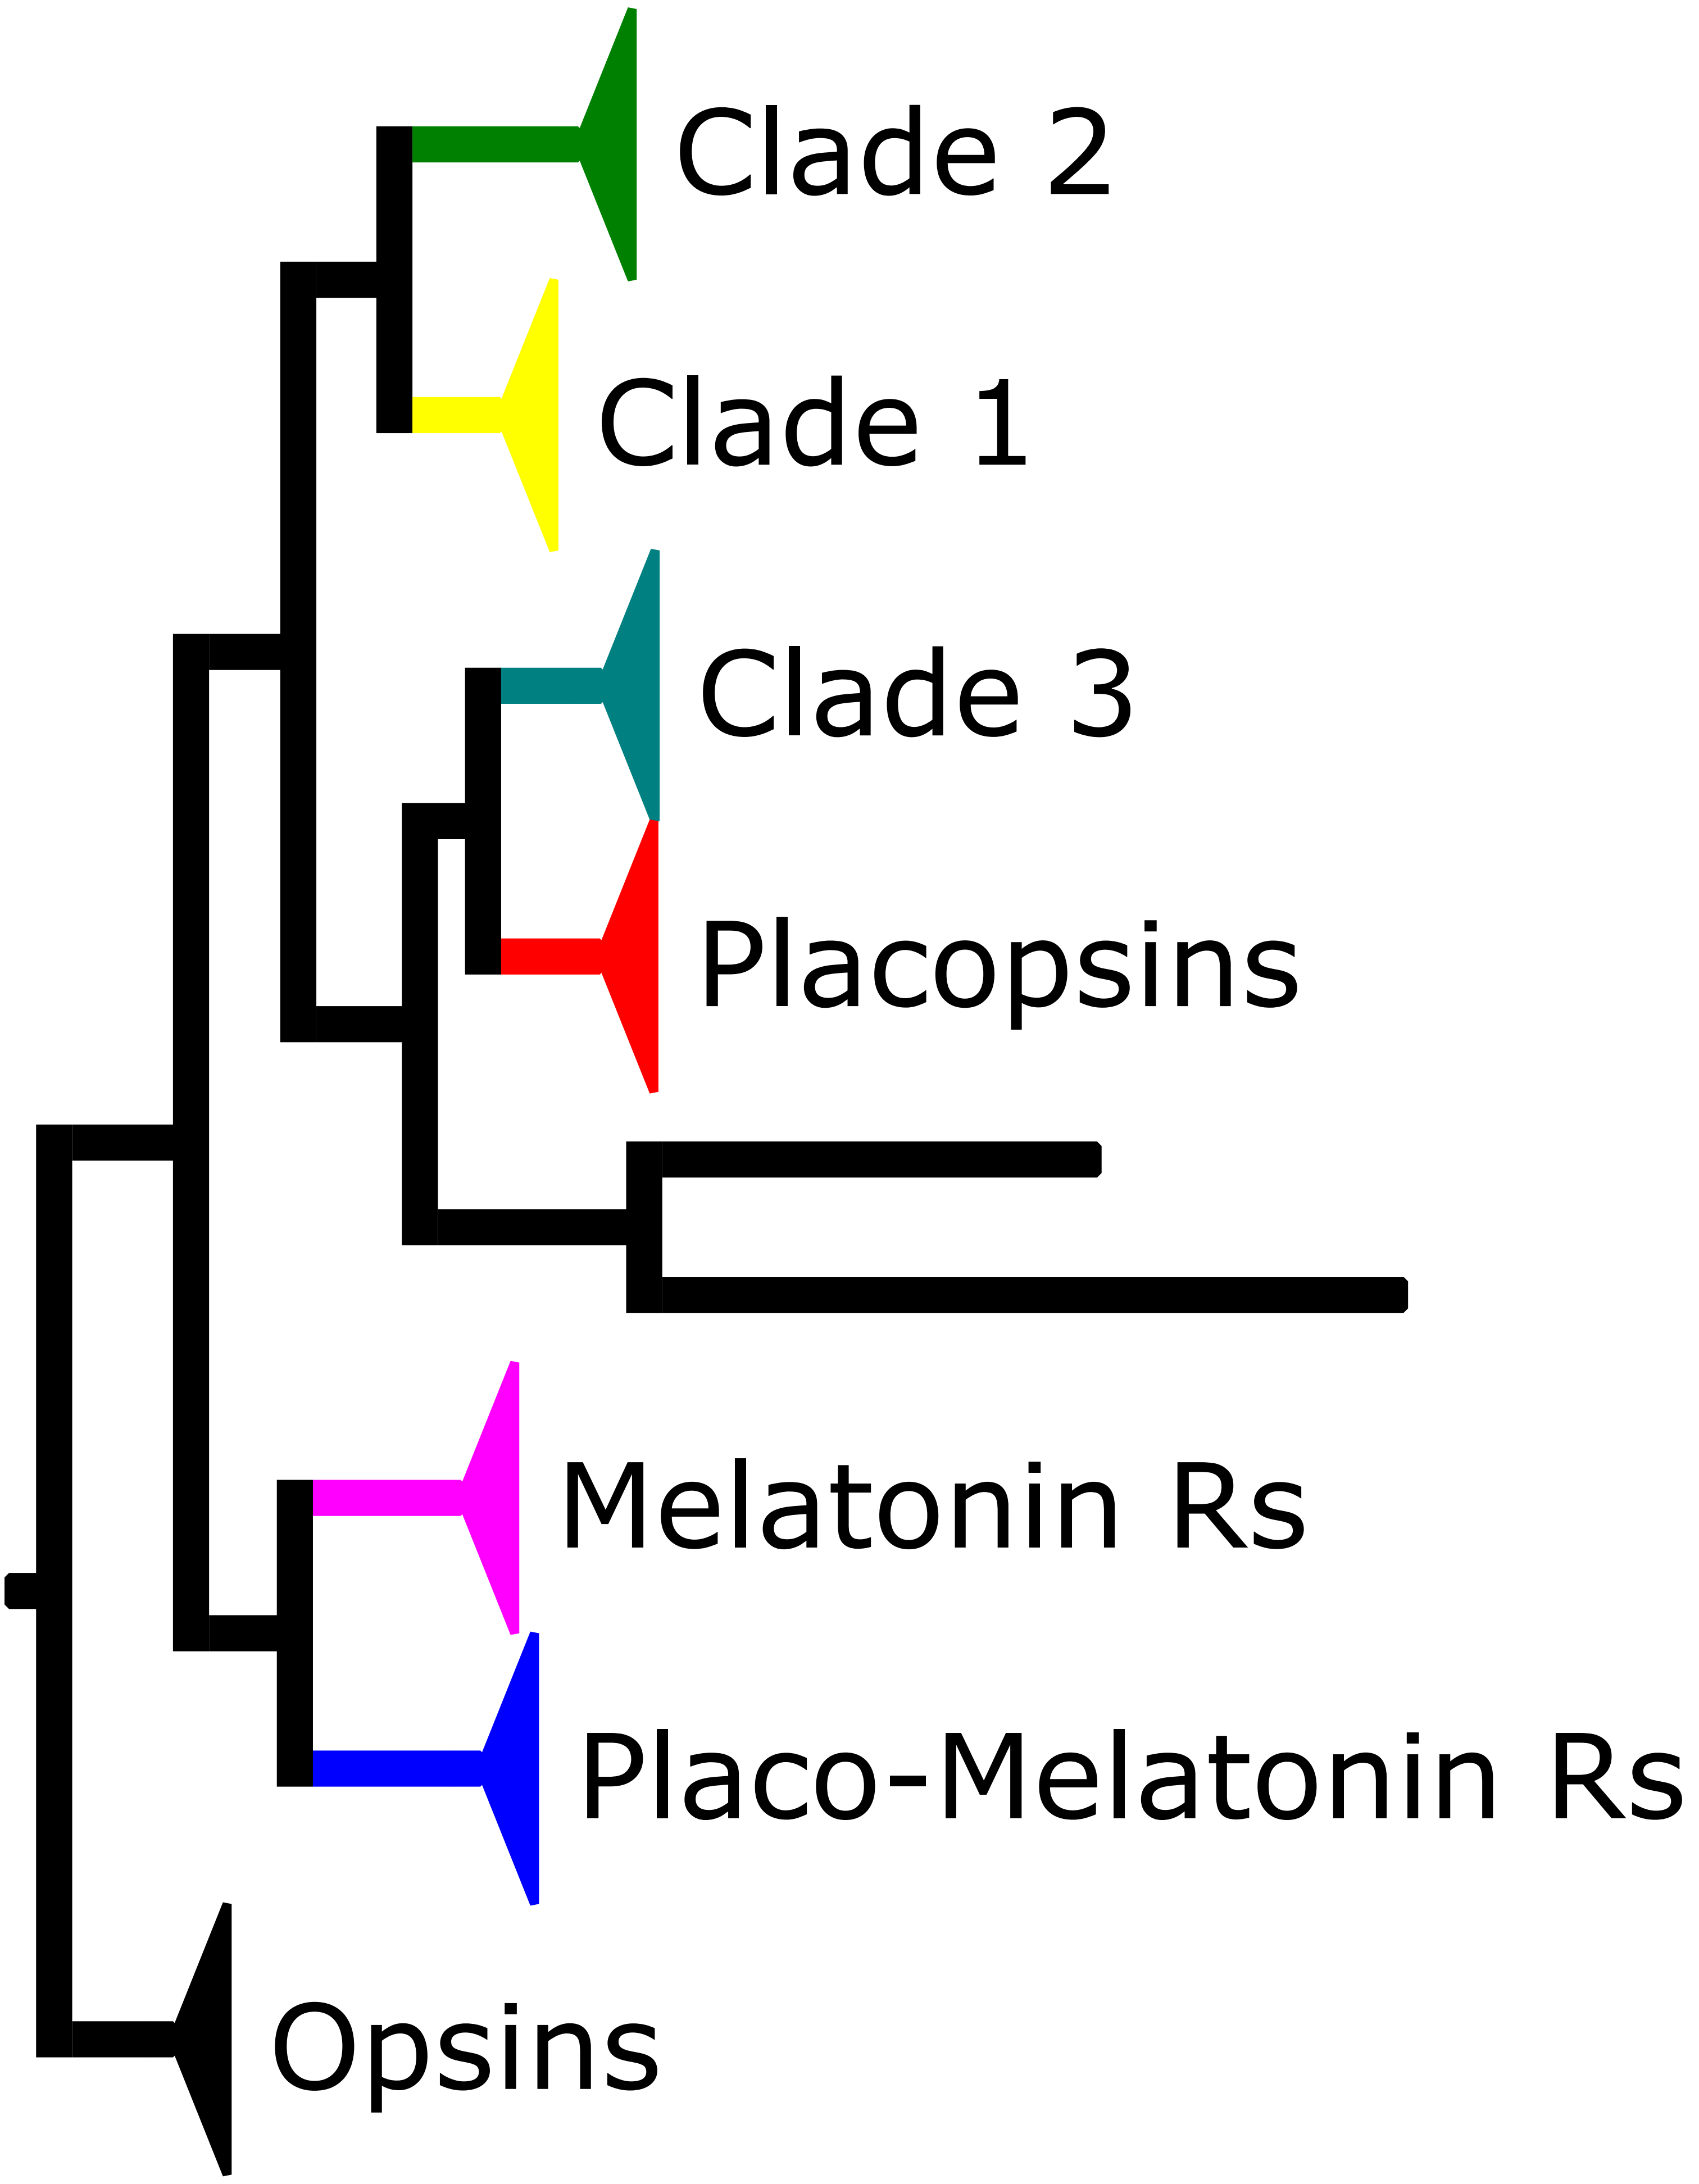 Clade 2
Clade 1
Clade 3
Placopsins
Melatonin Rs
Placo-Melatonin Rs
Opsins